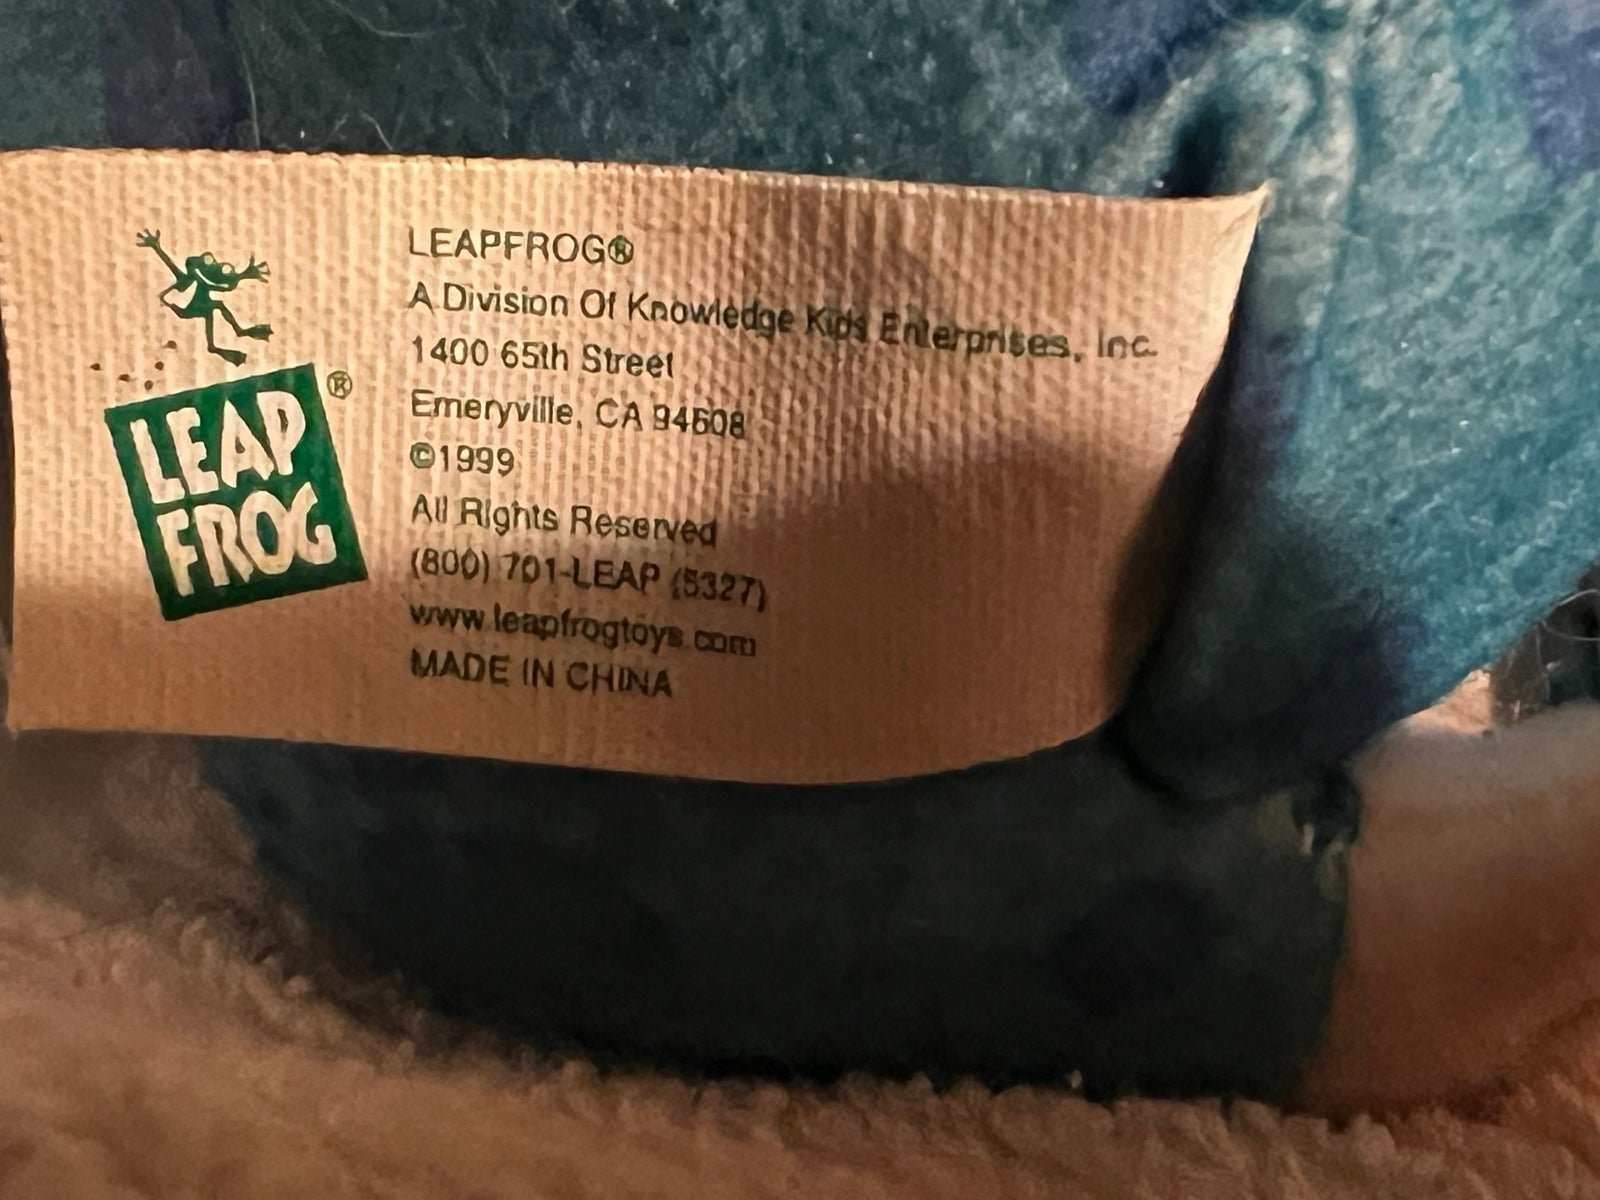 LEAP
FROG
®
LEAPFROG®
A Division Of Knowledge Kids Enterprises, Inc.
1400 65th Street
Emeryville, CA 94608
©1999
All Rights Reserved
(800) 701-LEAP (5327)
www.leapfrogtoys.com
MADE IN CHINA